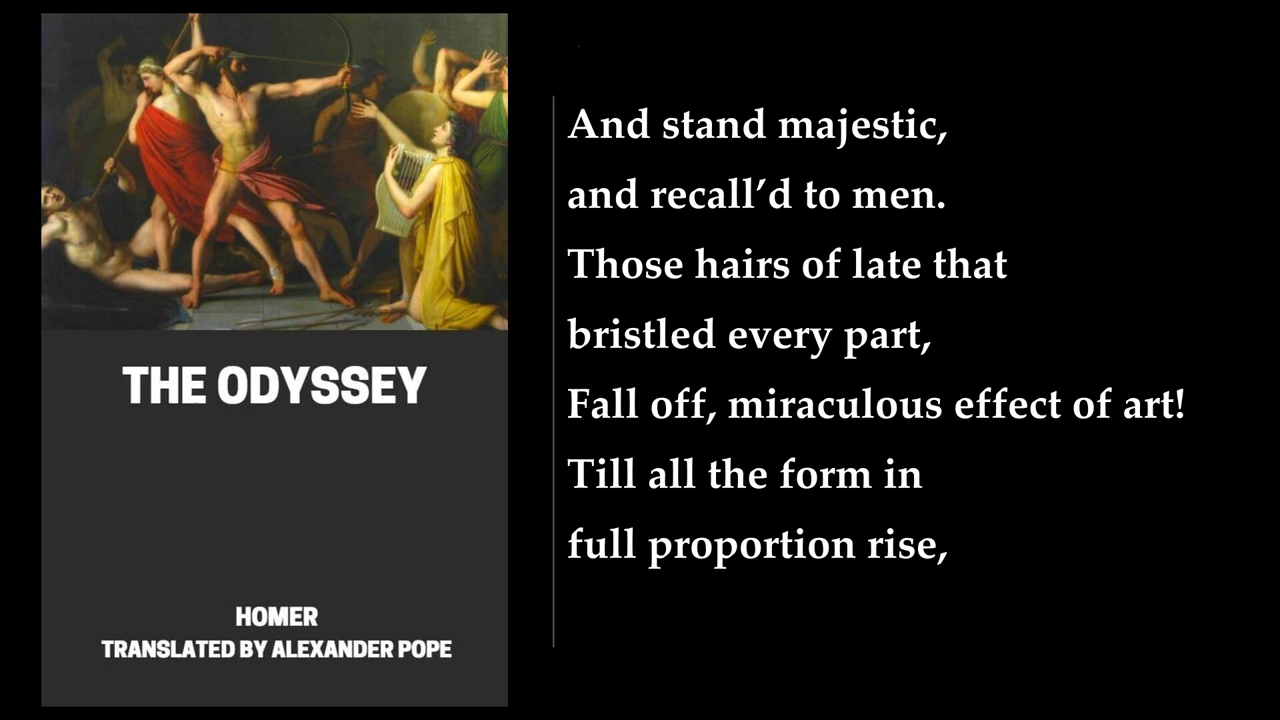 THE ODYSSEY
HOMER
TRANSLATED BY ALEXANDER POPE
And stand majestic,
and recall’d to men.
Those hairs of late that
bristled every part,
Fall off, miraculous effect of art!
Till all the form in
full proportion rise,